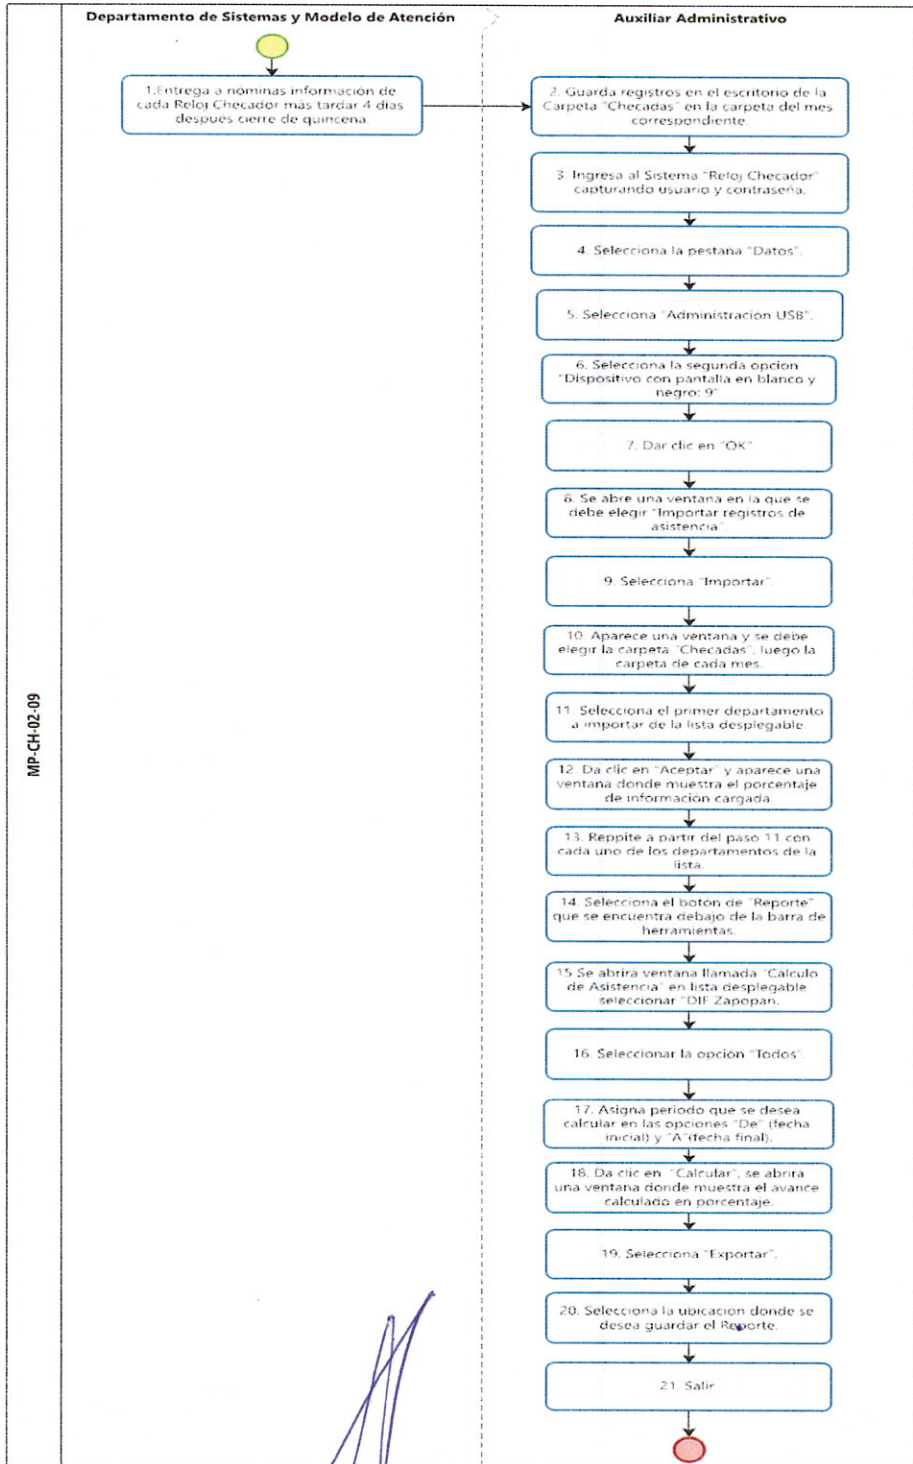 Departamento de Sistemas y Modelo de Atención
Auxiliar Administrativo
MP-CH-02-09
1.Entrega a nóminas información de
cada Reloj Checador más tardar 4 días
después cierre de quincena.
2. Guarda registros en el escritorio de la
Carpeta "Checadas" en la carpeta del mes
correspondiente.
3. Ingresa al Sistema "Reloj Checador"
capturando usuario y contraseña.
4. Selecciona la pestaña "Datos".
5. Selecciona "Administración USB".
6. Selecciona la segunda opción
"Dispositivo con pantalla en blanco y
negro: 9"
7. Dar clic en "OK"
8. Se abre una ventana en la que se
debe elegir "Importar registros de
asistencia".
9. Selecciona "Importar".
10. Aparece una ventana y se debe
elegir la carpeta "Checadas", luego la
carpeta de cada mes.
11. Selecciona el primer departamento
a importar de la lista desplegable.
12. Da clic en "Aceptar" y aparece una
ventana donde muestra el porcentaje
de información cargada.
13. Reppite a partir del paso 11 con
cada uno de los departamentos de la
lista.
14. Selecciona el botón de "Reporte"
que se encuentra debajo de la barra de
herramientas.
15 Se abrirá ventana llamada "Cálculo
de Asistencia" en lista desplegable
seleccionar "DIF Zapopan.
16. Seleccionar la opción "Todos".
17. Asigna periodo que se desea
calcular en las opciones "De" (fecha
inicial) y "A"(fecha final).
18. Da clic en "Calcular", se abrirá
una ventana donde muestra el avance
calculado en porcentaje.
19. Selecciona "Exportar".
20. Selecciona la ubicación donde se
desea guardar el Reporte.
21. Salir